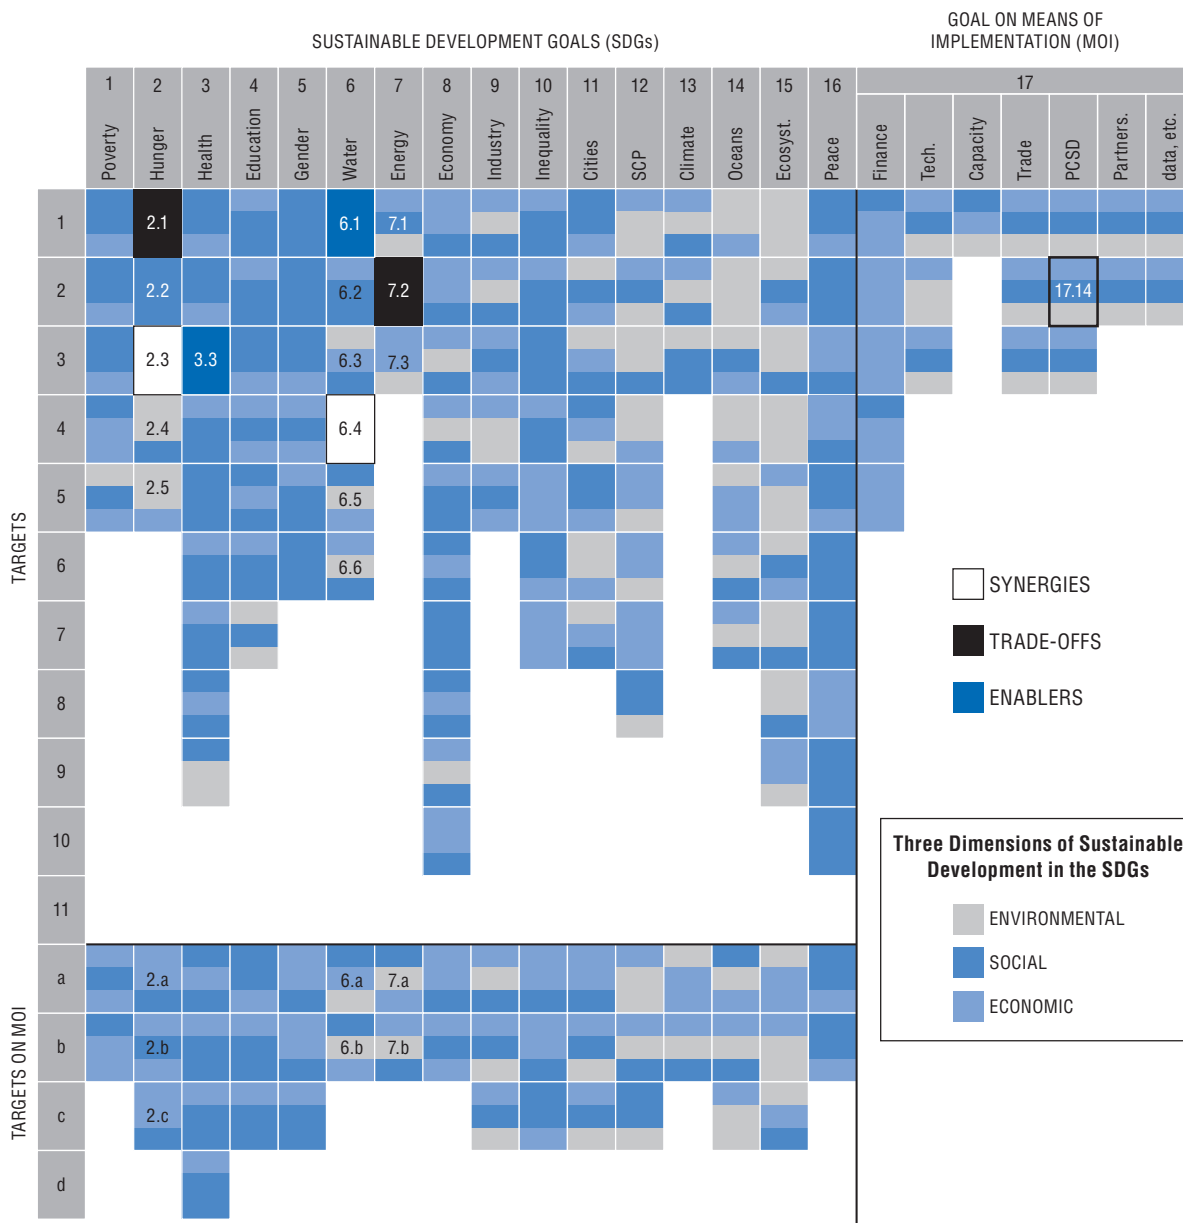 SUSTAINABLE DEVELOPMENT GOALS (SDGs)
GOAL ON MEANS OF
IMPLEMENTATION (MOI)
1 2 3 4 5 6 7 8 9 10 11 12 13 14 15 16 17
Poverty Hunger Health Education Gender Water Energy Economy Industry Inequality Cities SCP Climate Oceans Ecosyst. Peace Finance Tech. Capacity Trade PCSD Partners. data, etc.
TARGETS
1 2.1 6.1 7.1
2 2.2 6.2 7.2 17.14
3 2.3 3.3 6.3 7.3
4 2.4 6.4
5 2.5 6.5
6 6.6
7
8
9
10
11
SYNERGIES
TRADE-OFFS
ENABLERS
Three Dimensions of Sustainable
Development in the SDGs
ENVIRONMENTAL
SOCIAL
ECONOMIC
TARGETS ON MOI
a 2.a 6.a 7.a
b 2.b 6.b 7.b
c 2.c
d